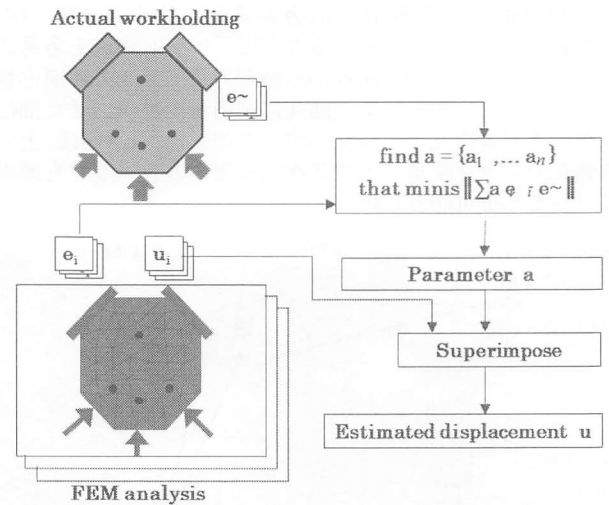 Actual workholding
e~
find a = {a₁ ,... aₙ}
that minis ‖∑a ¢ i e~‖
eᵢ
uᵢ
Parameter a
Superimpose
Estimated displacement u
FEM analysis